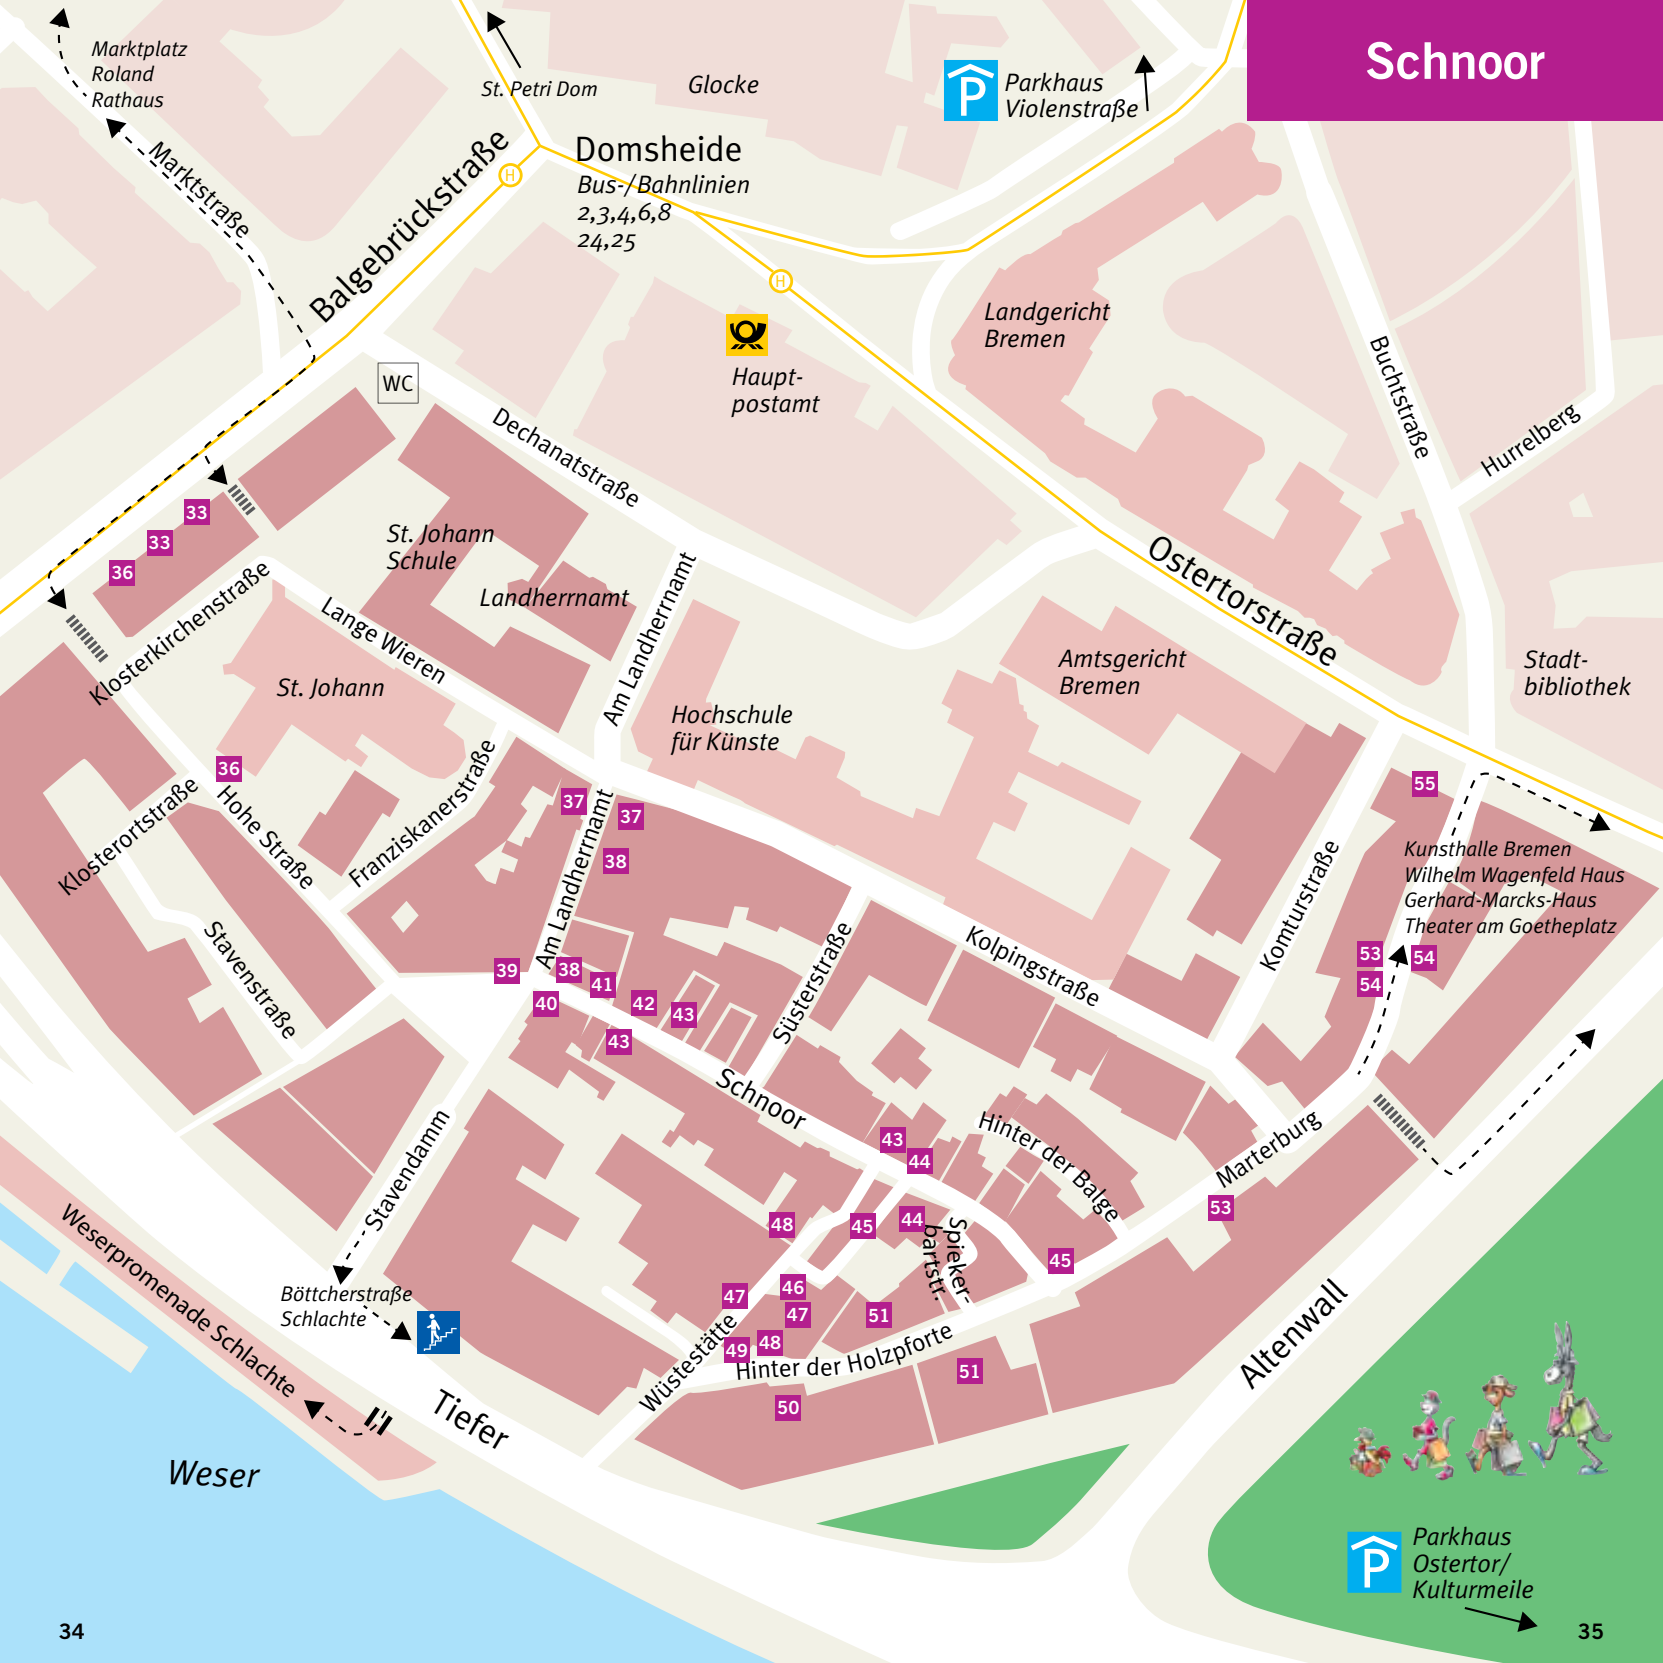 Schnoor
Marktplatz
Roland
Rathaus
St. Petri Dom
Glocke
P
Parkhaus
Violenstraße
Marktstraße
Balgebrückstraße
H
Domsheide
Bus-/Bahnlinien
2,3,4,6,8
24,25
H
Landgericht
Bremen
Haupt-
postamt
WC
Dechanatstraße
Buchtstraße
Hurrelberg
33
33
36
St. Johann
Schule
Landherrnamt
Am Landherrnamt
Ostertorstraße
Klosterkirchenstraße
Lange Wieren
St. Johann
Hochschule
für Künste
Amtsgericht
Bremen
Stadt-
bibliothek
36
Klosterortstraße
Hohe Straße
Franziskanerstraße
37
37
38
Am Landherrnamt
55
Kunsthalle Bremen
Wilhelm Wagenfeld Haus
Gerhard-Marcks-Haus
Theater am Goetheplatz
Komturstraße
Kolpingstraße
Süsterstraße
Stavenstraße
39
38
41
40
42
43
43
53
54
54
Schnoor
Stavendamm
43
44
Hinter der Balge
Marterburg
53
48
45
44
Spieker-
bartstr.
45
47
46
47
51
48
49
Wüstestätte
Hinter der Holzpforte
51
50
Altenwall
Weserpromenade Schlachte
Böttcherstraße
Schlachte
Tiefer
Weser
P
Parkhaus
Ostertor/
Kulturmeile
34
35